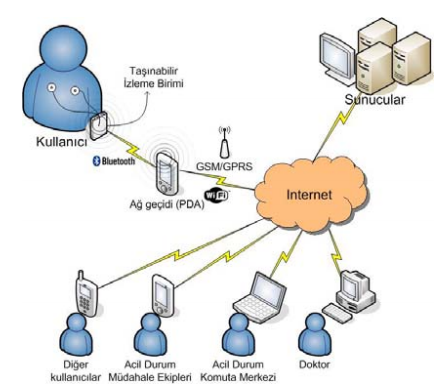 Taşınabilir
İzleme Birimi
Kullanıcı
Sunucular
Bluetooth
GSM/GPRS
WiFi
Ağ geçidi (PDA)
Internet
Diğer
kullanıcılar
Acil Durum
Müdahale Ekipleri
Acil Durum
Komuta Merkezi
Doktor